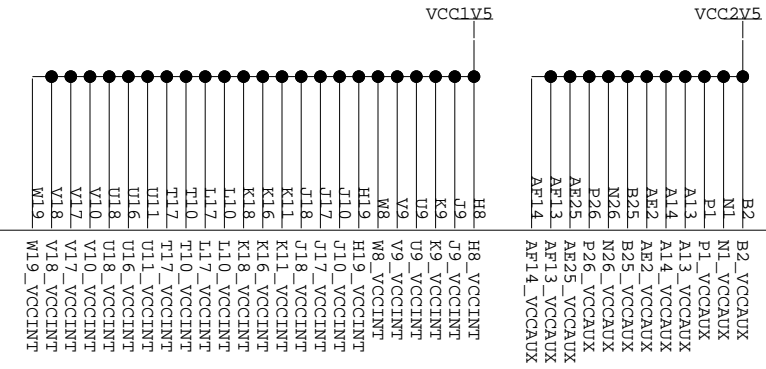 VCC1V5
VCC2V5
W19
V18
V17
V10
U18
U16
U11
T17
T10
L17
L10
K18
K16
K11
J18
J17
J10
H19
W8
V9
U9
K9
J9
H8
AF14
AF13
AE25
P26
N26
B25
AE2
A14
A13
P1
N1
B2
W19_VCCINT
V18_VCCINT
V17_VCCINT
V10_VCCINT
U18_VCCINT
U16_VCCINT
U11_VCCINT
T17_VCCINT
T10_VCCINT
L17_VCCINT
L10_VCCINT
K18_VCCINT
K16_VCCINT
K11_VCCINT
J18_VCCINT
J17_VCCINT
J10_VCCINT
H19_VCCINT
W8_VCCINT
V9_VCCINT
U9_VCCINT
K9_VCCINT
J9_VCCINT
H8_VCCINT
AF14_VCCAUX
AF13_VCCAUX
AE25_VCCAUX
P26_VCCAUX
N26_VCCAUX
B25_VCCAUX
AE2_VCCAUX
A14_VCCAUX
A13_VCCAUX
P1_VCCAUX
N1_VCCAUX
B2_VCCAUX